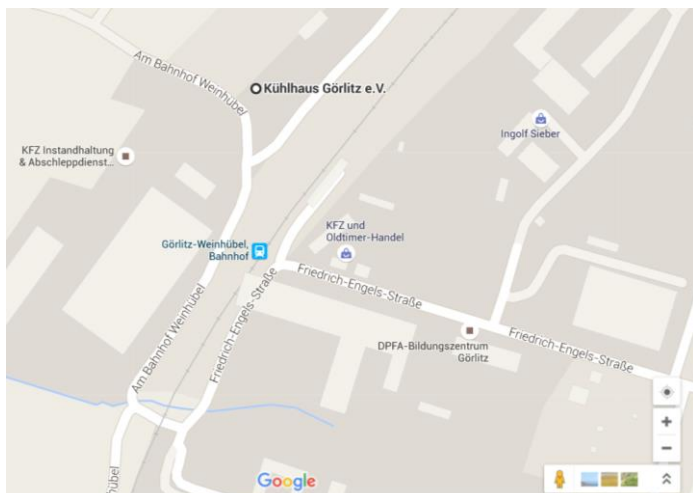 Am Bahnhof Weinhübel
Kühlhaus Görlitz e.V.
Ingolf Sieber
KFZ Instandhaltung
& Abschleppdienst...
KFZ und
Oldtimer-Handel
Görlitz-Weinhübel,
Bahnhof
Friedrich-Engels-Straße
Am Bahnhof Weinhübel
Friedrich-Engels-Straße
Friedrich-Engels-Straße
DPFA-Bildungszentrum
Görlitz
hübel
Google